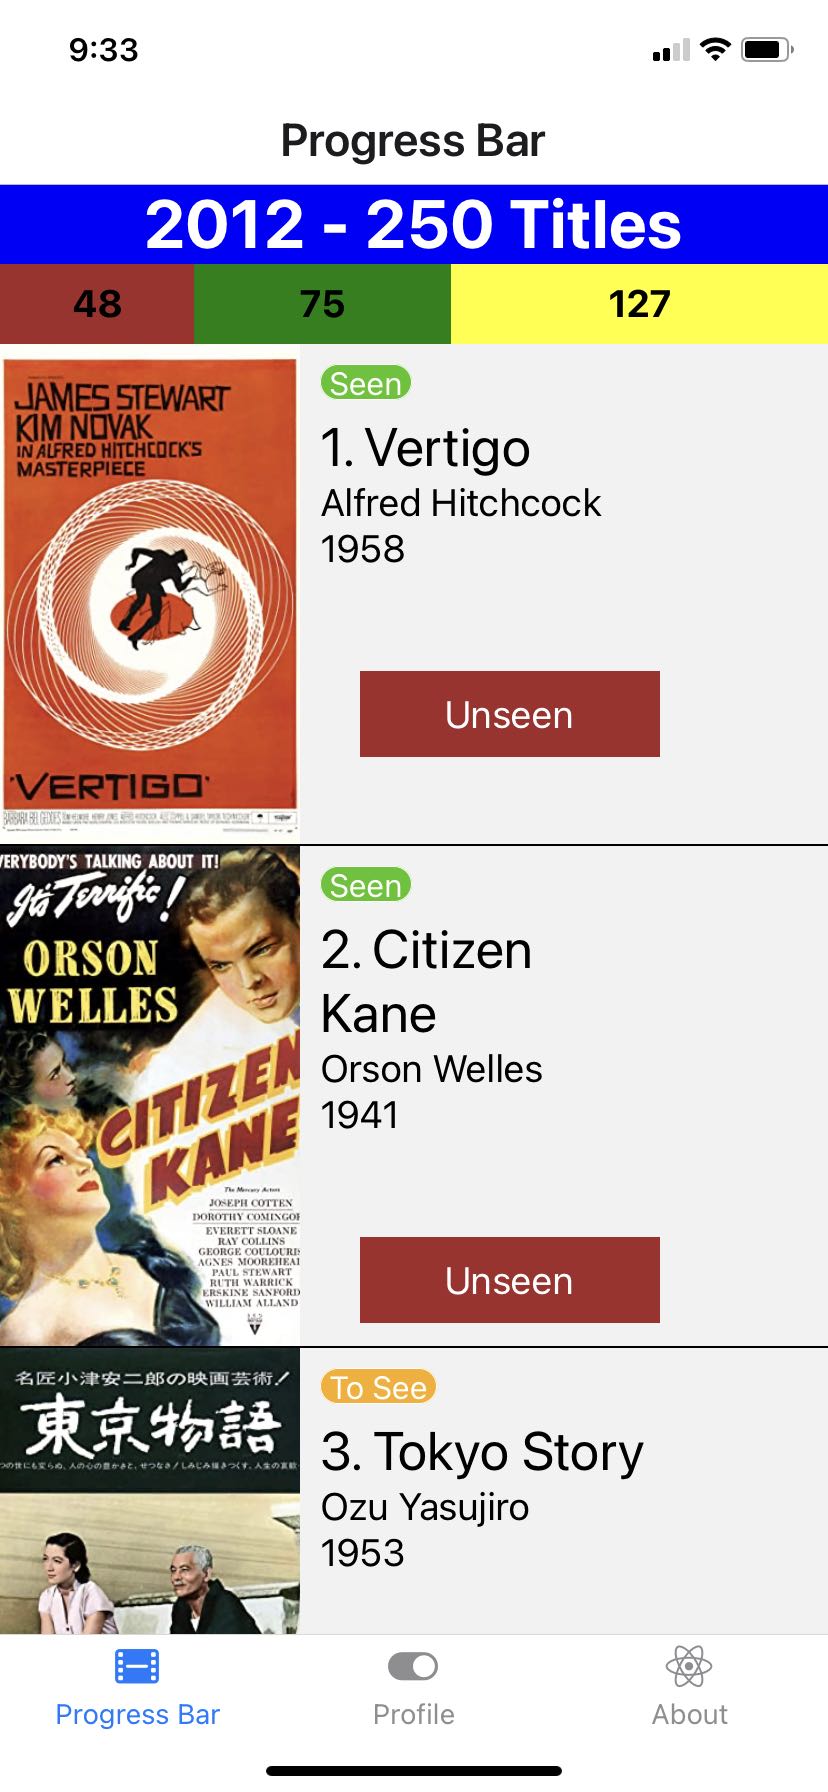 9:33
Progress Bar
2012 - 250 Titles
48 75 127
JAMES STEWART
KIM NOVAK
IN ALFRED HITCHCOCK'S
MASTERPIECE
'VERTIGO'
Seen
1. Vertigo
Alfred Hitchcock
1958
Unseen
VERYBODY'S TALKING ABOUT IT!
It's Terrific!
ORSON
WELLES
CITIZEN
KANE
The Mercury Actors
JOSEPH COTTEN
DOROTHY COMINGOR
EVERETT SLOANE
RAY COLLINS
GEORGE COULOURIS
AGNES MOOREHEAD
PAUL STEWART
RUTH WARRICK
ERSKINE SANFORD
WILLIAM ALLAND
Seen
2. Citizen
Kane
Orson Welles
1941
Unseen
名匠小津安二郎の映画芸術!
東京物語
To See
3. Tokyo Story
Ozu Yasujiro
1953
Progress Bar
Profile
About